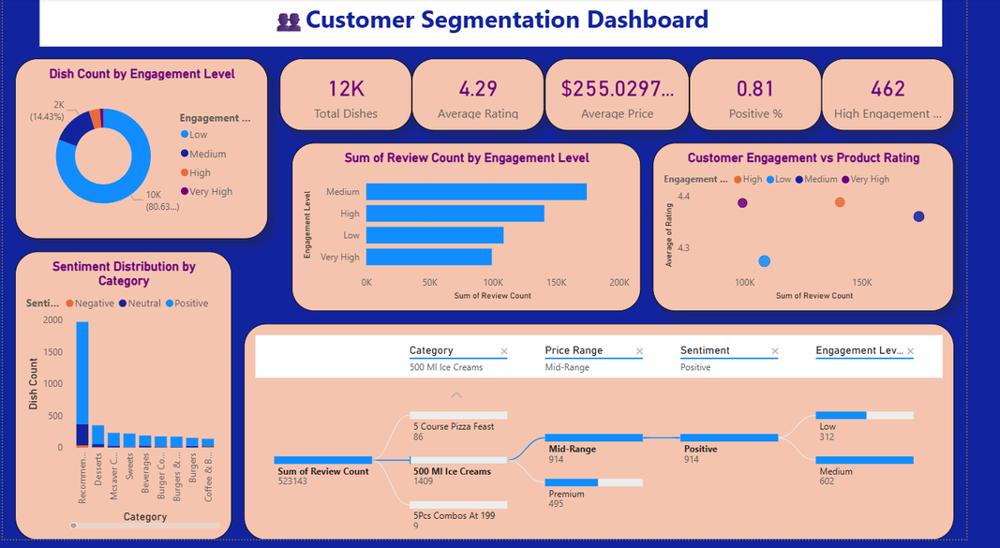 Customer Segmentation Dashboard
Dish Count by Engagement Level
2K
(14.43%)
10K
(80.63...)
Engagement ...
Low
Medium
High
Very High
12K
Total Dishes
4.29
Average Rating
$255.0297...
Average Price
0.81
Positive %
462
High Engagement ...
Sum of Review Count by Engagement Level
Engagement Level
Medium
High
Low
Very High
0K 50K 100K 150K 200K
Sum of Review Count
Customer Engagement vs Product Rating
Engagement ... High Low Medium Very High
Average of Rating
4.4
4.3
100K 150K
Sum of Review Count
Sentiment Distribution by
Category
Senti... Negative Neutral Positive
Dish Count
2000
1500
1000
500
0
Recommen...
Desserts
Mcsaver C...
Sweets
Beverages
Burger Co...
Burgers &...
Burgers
Coffee & B...
Category
Category
500 Ml Ice Creams
Price Range
Mid-Range
Sentiment
Positive
Engagement Lev...
Sum of Review Count
523143
5 Course Pizza Feast
86
500 Ml Ice Creams
1409
5Pcs Combos At 199
9
Mid-Range
914
Premium
495
Positive
914
Low
312
Medium
602